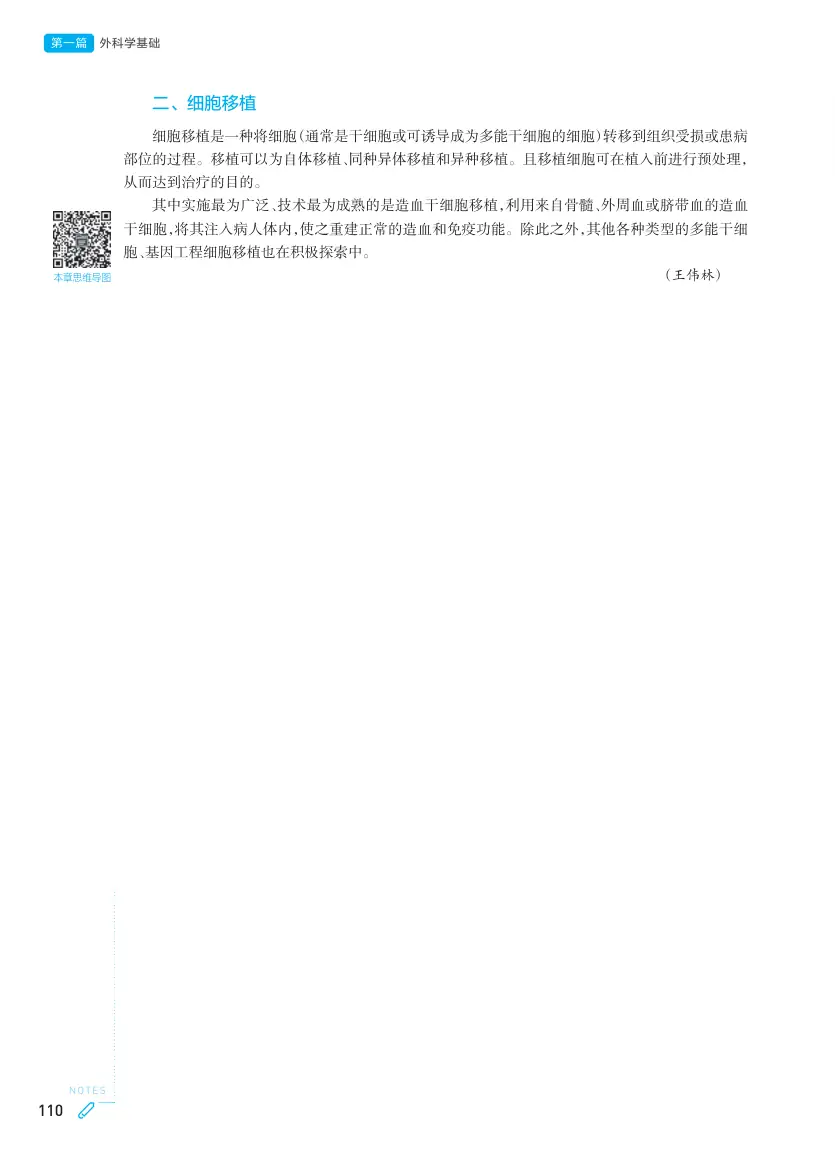 第一篇 外科学基础
二、细胞移植
细胞移植是一种将细胞（通常是干细胞或可诱导成为多能干细胞的细胞）转移到组织受损或患病
部位的过程。移植可以为自体移植、同种异体移植和异种移植。且移植细胞可在植入前进行预处理，
从而达到治疗的目的。
其中实施最为广泛、技术最为成熟的是造血干细胞移植，利用来自骨髓、外周血或脐带血的造血
干细胞，将其注入病人体内，使之重建正常的造血和免疫功能。除此之外，其他各种类型的多能干细
胞、基因工程细胞移植也在积极探索中。
（王伟林）
本章思维导图
NOTES
110